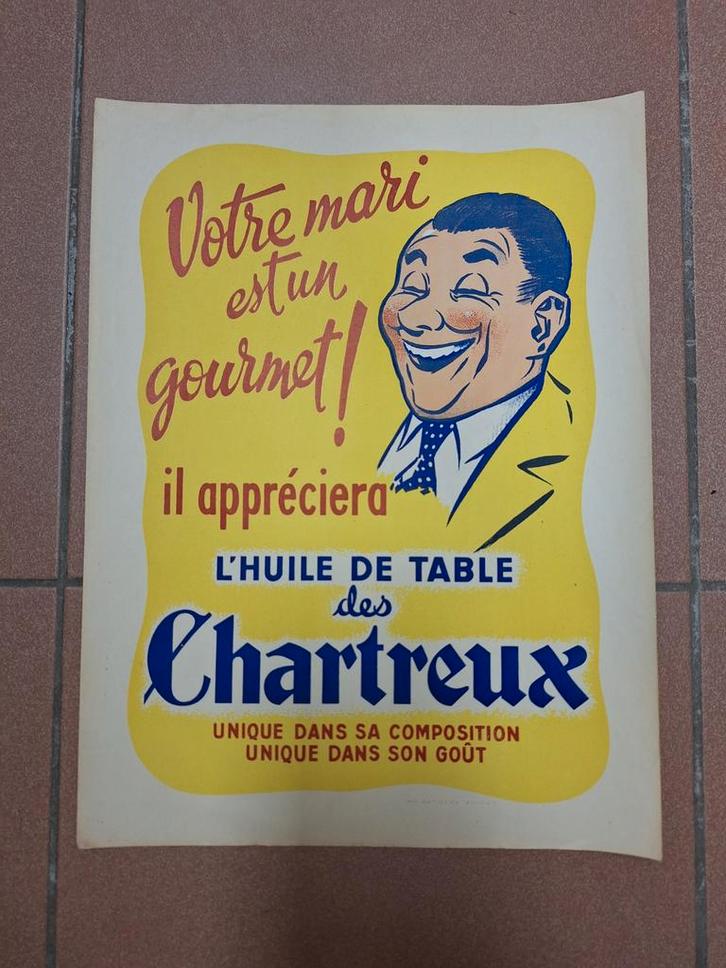 Votre mari
est un
gourmet!
il appréciera
L'HUILE DE TABLE
des
Chartreux
UNIQUE DANS SA COMPOSITION
UNIQUE DANS SON GOÛT